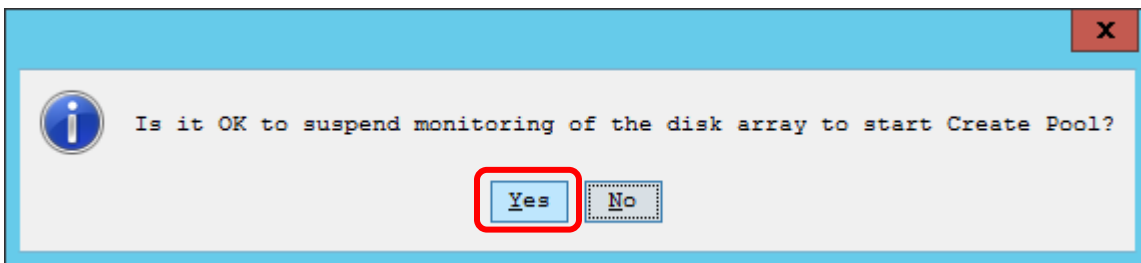 x
Is it OK to suspend monitoring of the disk array to start Create Pool?
Yes No